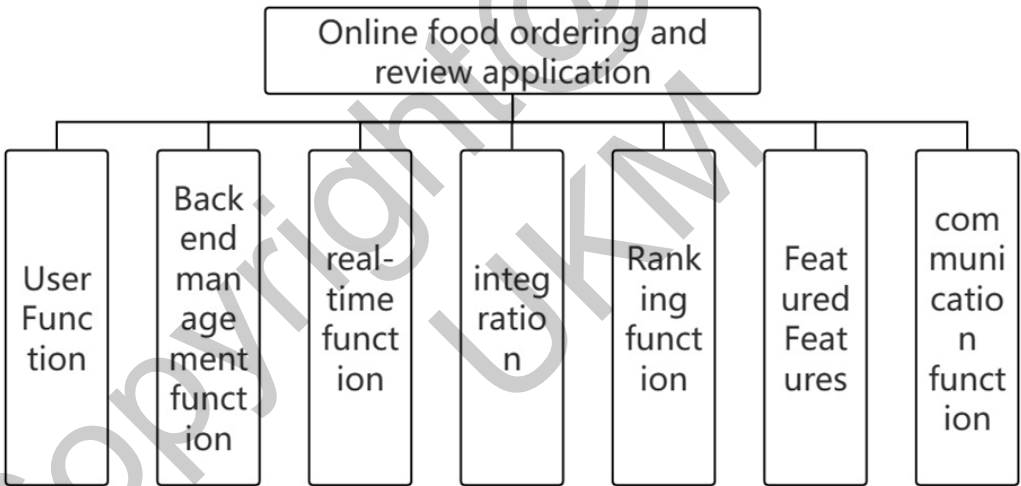 Online food ordering and
review application
User
Func
tion
Back
end
man
age
ment
funct
ion
real-
time
funct
ion
integ
ratio
n
Rank
ing
funct
ion
Feat
ured
Feat
ures
com
muni
catio
n
funct
ion
Copyright@
UKM